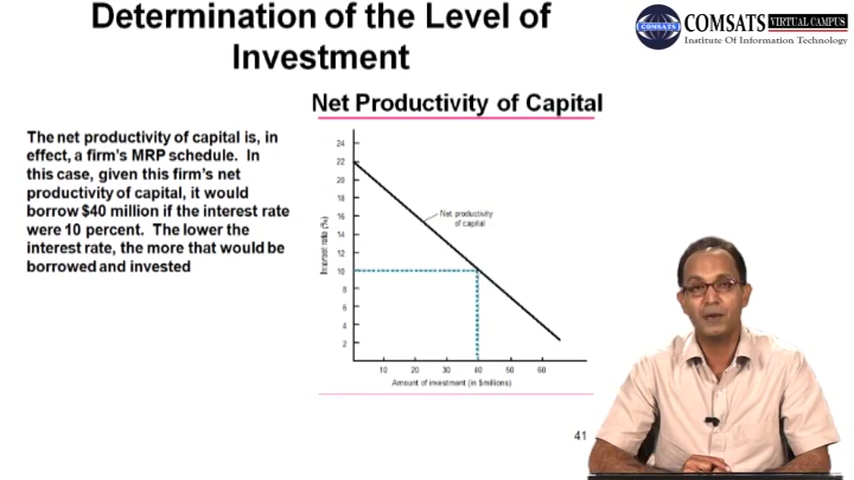 Determination of the Level of
Investment
COMSATS VIRTUAL CAMPUS
COMSATS
Institute Of Information Technology
Net Productivity of Capital
The net productivity of capital is, in
effect, a firm's MRP schedule. In
this case, given this firm's net
productivity of capital, it would
borrow $40 million if the interest rate
were 10 percent. The lower the
interest rate, the more that would be
borrowed and invested
Interest rate (%)
24
22
20
18
16
14
12
10
8
6
4
2
Net productivity
of capital
10 20 30 40 50 60
Amount of investment (in $millions)
41